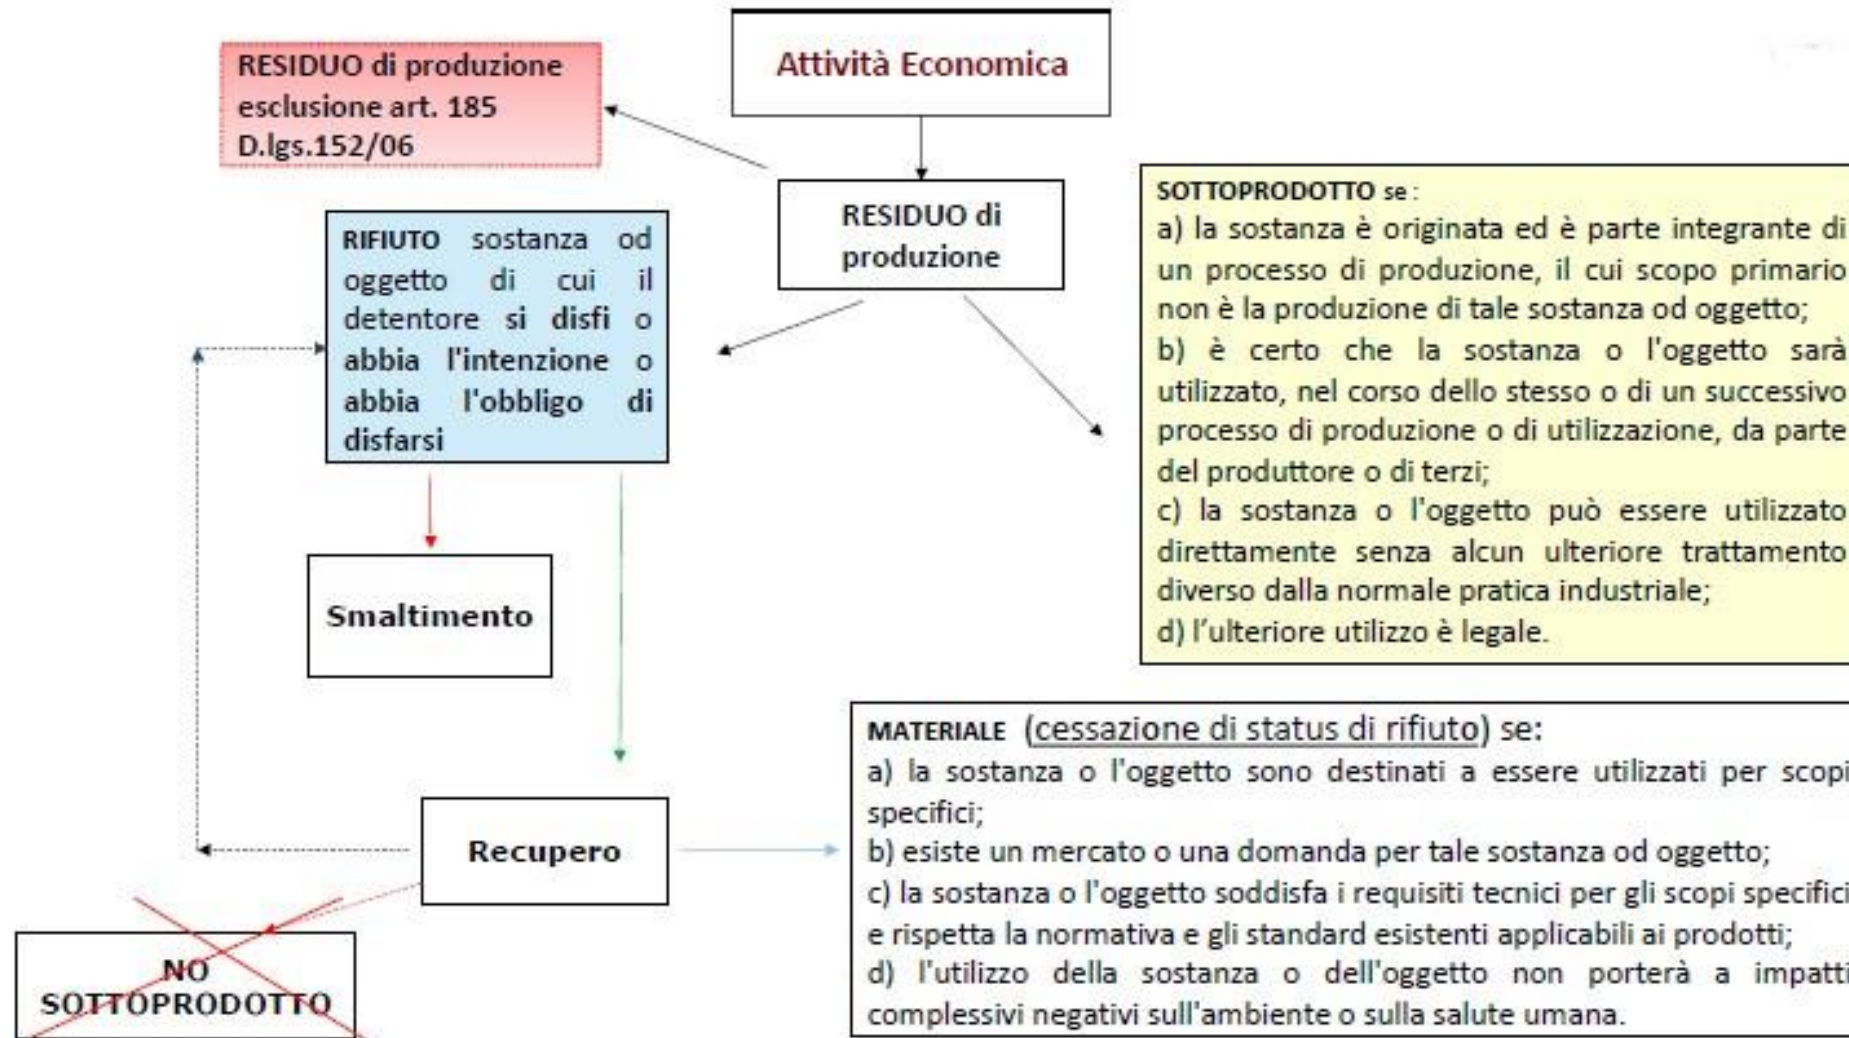 Attività Economica
RESIDUO di produzione
esclusione art. 185
D.lgs.152/06
RESIDUO di
produzione
RIFIUTO sostanza od
oggetto di cui il
detentore si disfi o
abbia l'intenzione o
abbia l'obbligo di
disfarsi
SOTTOPRODOTTO se :
a) la sostanza è originata ed è parte integrante di
un processo di produzione, il cui scopo primario
non è la produzione di tale sostanza od oggetto;
b) è certo che la sostanza o l'oggetto sarà
utilizzato, nel corso dello stesso o di un successivo
processo di produzione o di utilizzazione, da parte
del produttore o di terzi;
c) la sostanza o l'oggetto può essere utilizzato
direttamente senza alcun ulteriore trattamento
diverso dalla normale pratica industriale;
d) l'ulteriore utilizzo è legale.
Smaltimento
Recupero
MATERIALE (cessazione di status di rifiuto) se:
a) la sostanza o l'oggetto sono destinati a essere utilizzati per scopi
specifici;
b) esiste un mercato o una domanda per tale sostanza od oggetto;
c) la sostanza o l'oggetto soddisfa i requisiti tecnici per gli scopi specifici
e rispetta la normativa e gli standard esistenti applicabili ai prodotti;
d) l'utilizzo della sostanza o dell'oggetto non porterà a impatti
complessivi negativi sull'ambiente o sulla salute umana.
NO
SOTTOPRODOTTO